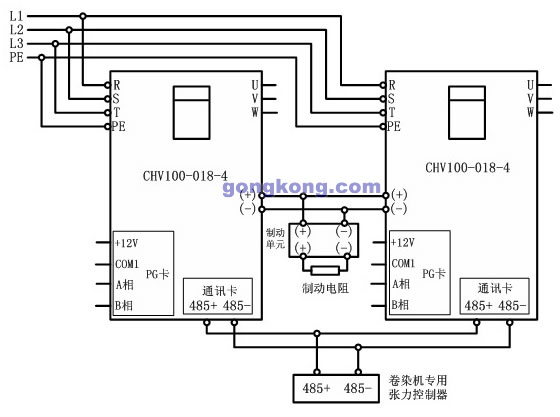 L1
L2
L3
PE
R
S
T
PE
U
V
W
CHV100-018-4
(+)
(−)
+12V
COM1
A相
B相
PG卡
通讯卡
485+ 485-
gongkong.com
制动
单元
(+) (−)
(+) (−)
制动电阻
R
S
T
PE
U
V
W
CHV100-018-4
(+)
(−)
+12V
COM1
A相
B相
PG卡
通讯卡
485+ 485-
485+ 485-
卷染机专用
张力控制器